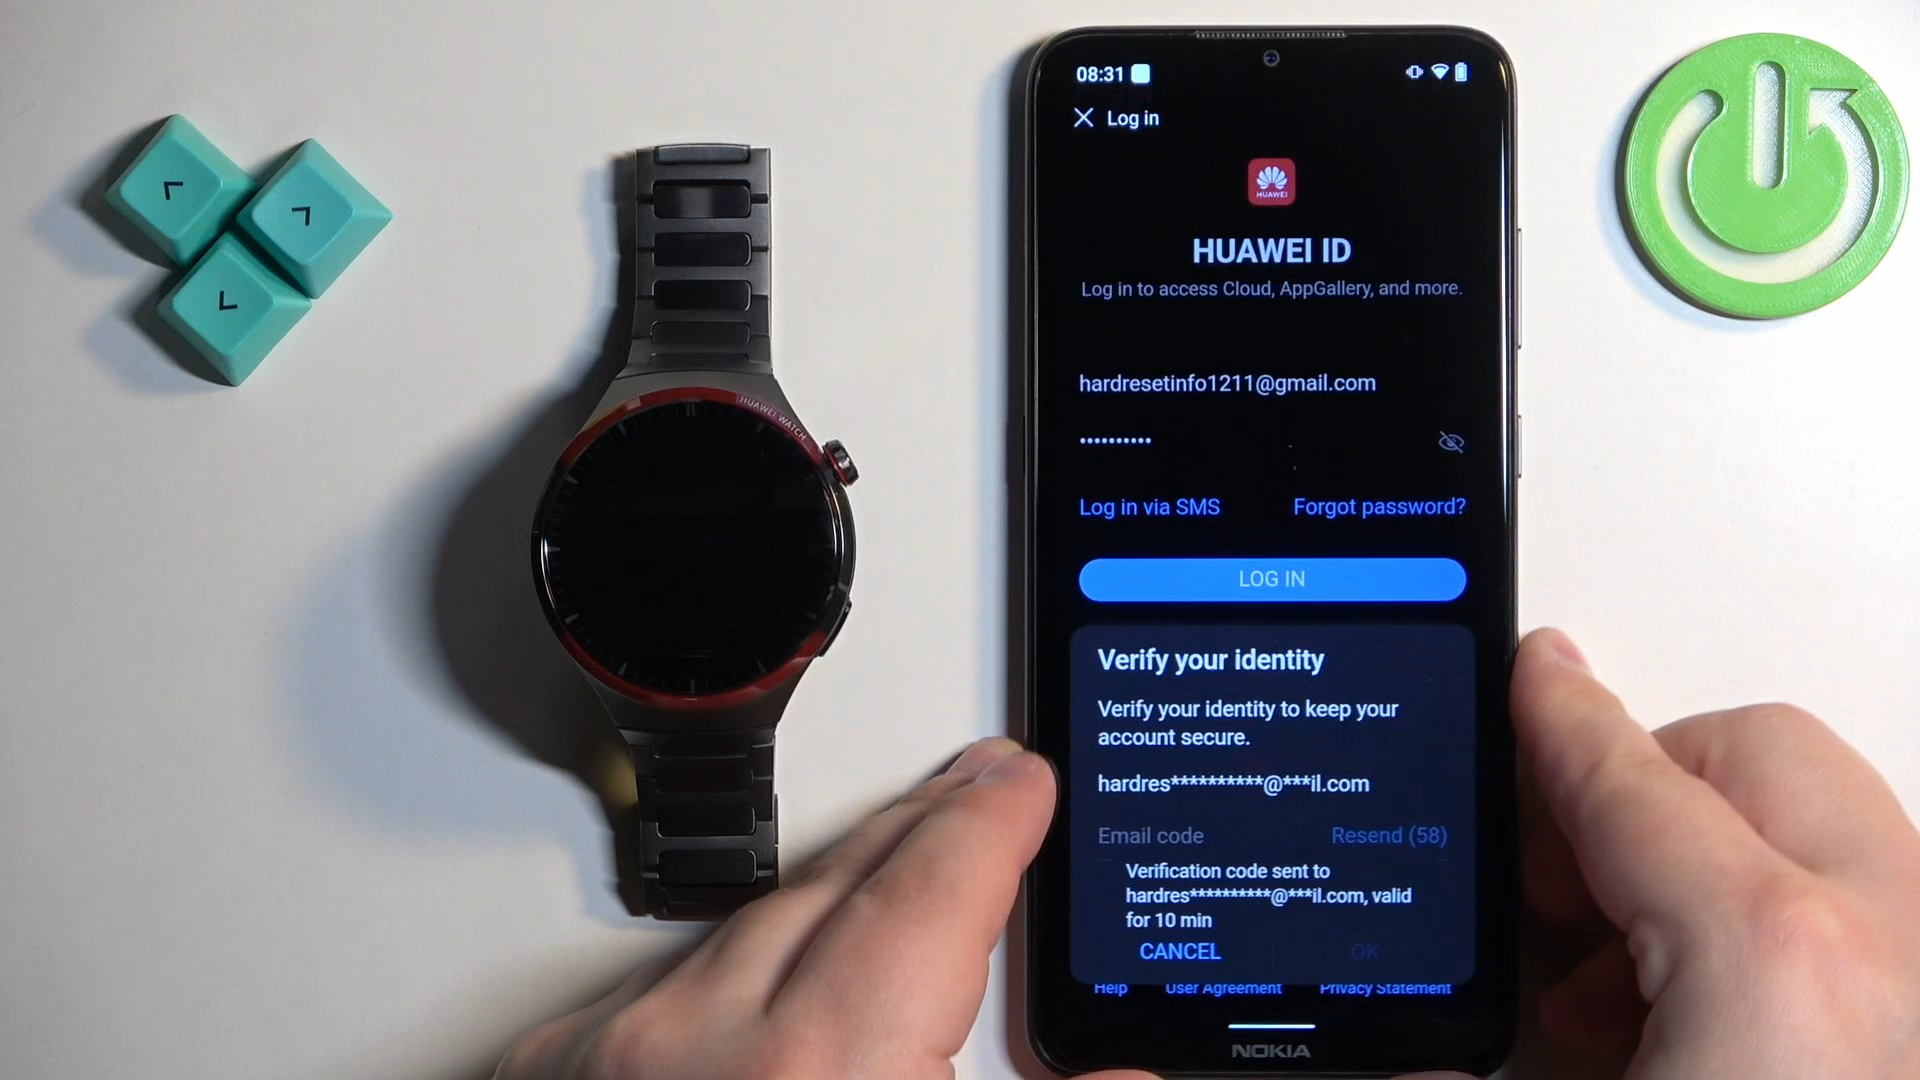 HUAWEI WATCH
08:31
Log in
HUAWEI
HUAWEI ID
Log in to access Cloud, AppGallery, and more.
hardresetinfo1211@gmail.com
••••••••••
Log in via SMS
Forgot password?
LOG IN
Verify your identity
Verify your identity to keep your
account secure.
hardres**********@***il.com
Email code
Resend (58)
Verification code sent to
hardres**********@***il.com, valid
for 10 min
CANCEL
OK
Help
User Agreement
Privacy Statement
NOKIA